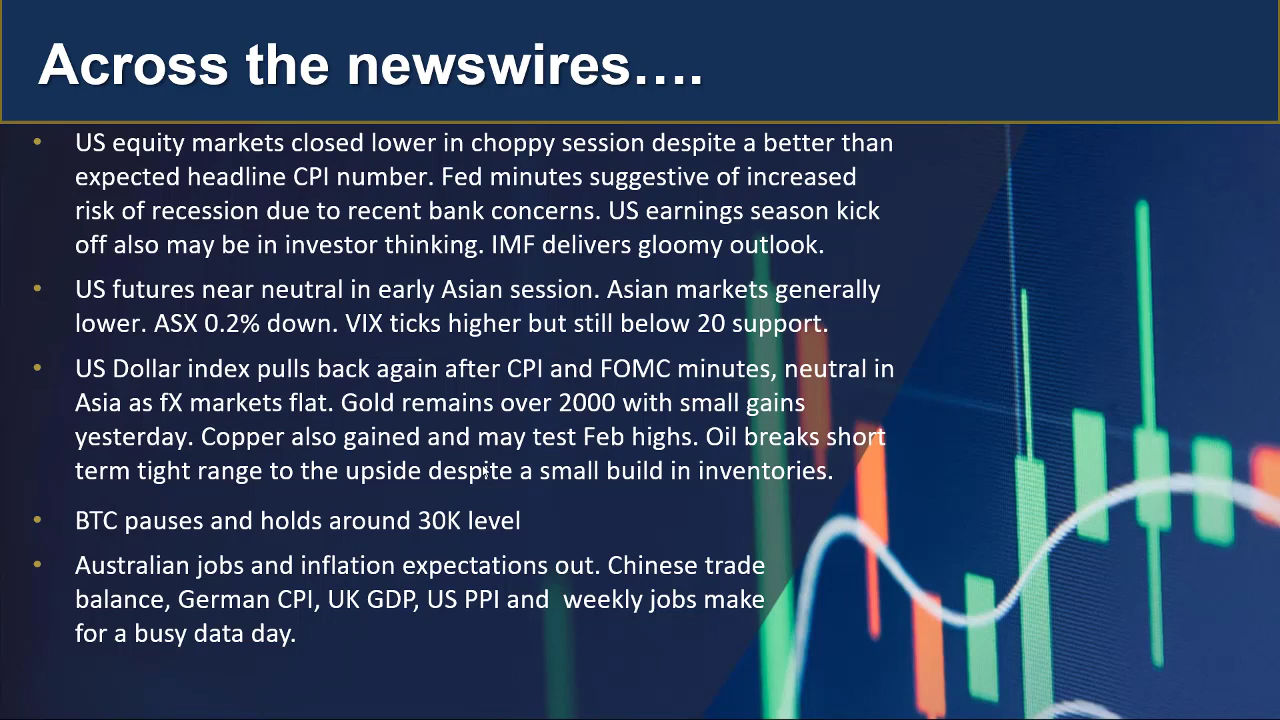 Across the newswires….
• US equity markets closed lower in choppy session despite a better than
expected headline CPI number. Fed minutes suggestive of increased
risk of recession due to recent bank concerns. US earnings season kick
off also may be in investor thinking. IMF delivers gloomy outlook.
• US futures near neutral in early Asian session. Asian markets generally
lower. ASX 0.2% down. VIX ticks higher but still below 20 support.
• US Dollar index pulls back again after CPI and FOMC minutes, neutral in
Asia as fX markets flat. Gold remains over 2000 with small gains
yesterday. Copper also gained and may test Feb highs. Oil breaks short
term tight range to the upside despite a small build in inventories.
• BTC pauses and holds around 30K level
• Australian jobs and inflation expectations out. Chinese trade
balance, German CPI, UK GDP, US PPI and  weekly jobs make
for a busy data day.